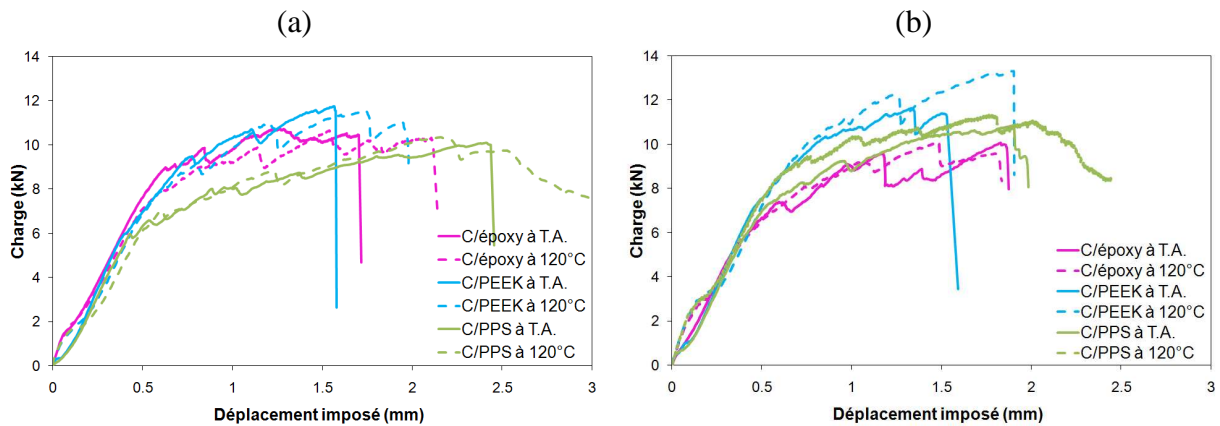 (a)
Charge (kN)
14
12
10
8
6
4
2
0
0
0.5
1
1.5
2
2.5
3
Déplacement imposé (mm)
C/époxy à T.A.
C/époxy à 120°C
C/PEEK à T.A.
C/PEEK à 120°C
C/PPS à T.A.
C/PPS à 120°C
(b)
Charge (kN)
14
12
10
8
6
4
2
0
0
0.5
1
1.5
2
2.5
3
Déplacement imposé (mm)
C/époxy à T.A.
C/époxy à 120°C
C/PEEK à T.A.
C/PEEK à 120°C
C/PPS à T.A.
C/PPS à 120°C